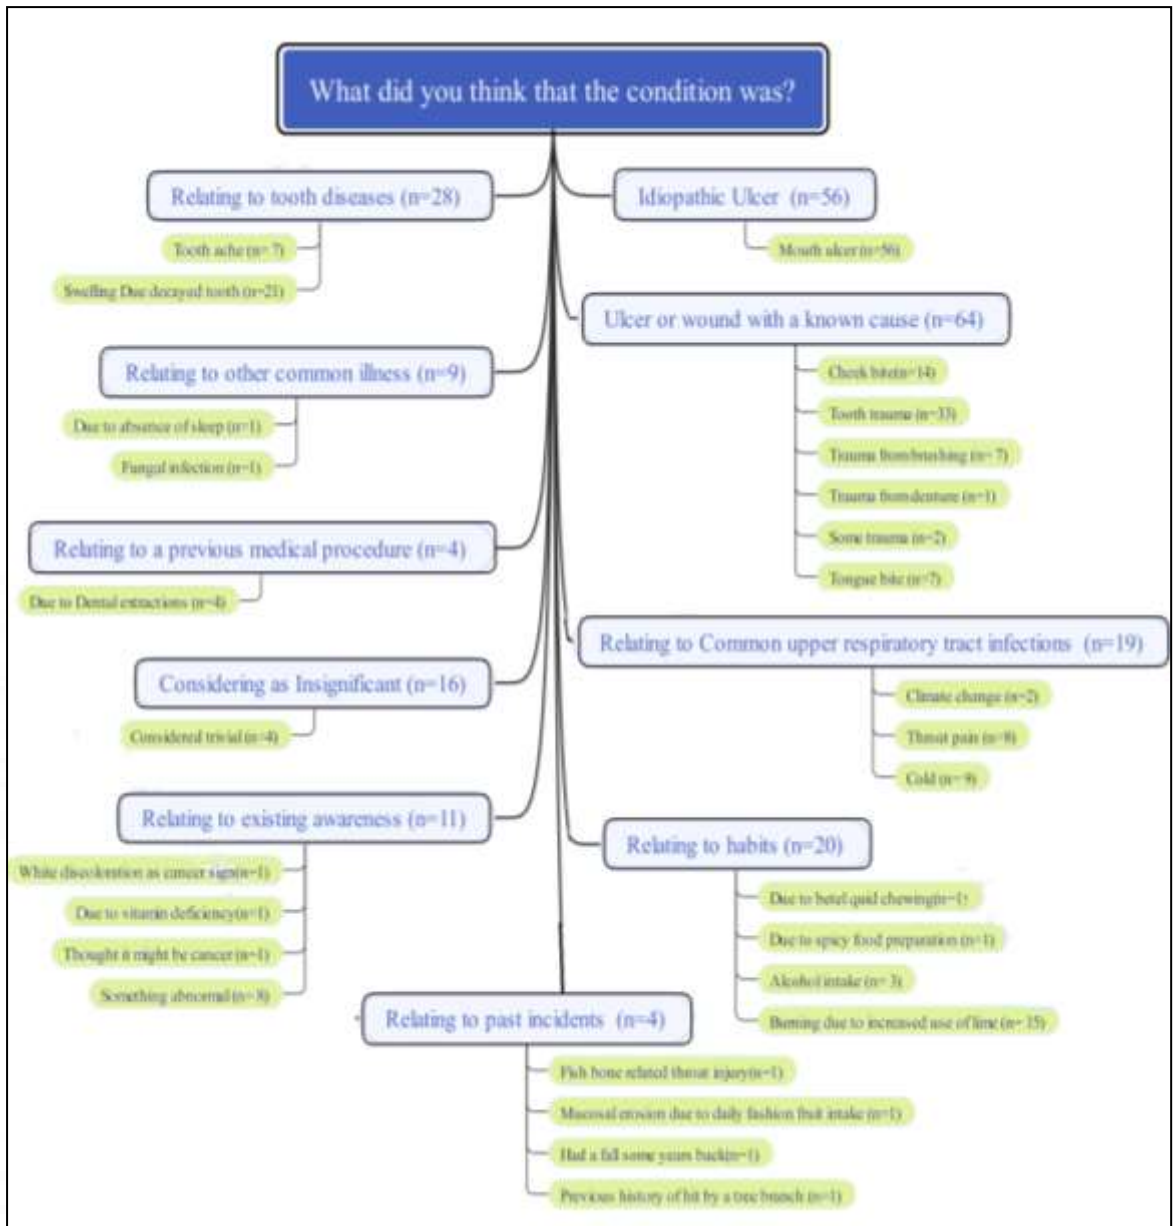 What did you think that the condition was?
Relating to tooth diseases (n=28)
Tooth ache (n= 7)
Swelling Due decayed tooth (n=21)
Relating to other common illness (n=9)
Due to absence of sleep (n=1)
Fungal infection (n=1)
Relating to a previous medical procedure (n=4)
Due to Dental extractions (n=4)
Considering as Insignificant (n=16)
Considered trivial (n=4)
Relating to existing awareness (n=11)
White discoloration as cancer sign(n=1)
Due to vitamin deficiency(n=1)
Thought it might be cancer (n=1)
Something abnormal (n= 8)
Idiopathic Ulcer (n=56)
Mouth ulcer (n=56)
Ulcer or wound with a known cause (n=64)
Cheek bite(n=14)
Tooth trauma (n=33)
Trauma from brushing (n= 7)
Trauma from denture (n=1)
Some trauma (n=2)
Tongue bite (n=7)
Relating to Common upper respiratory tract infections (n=19)
Climate change (n=2)
Throat pain (n=8)
Cold (n= 9)
Relating to habits (n=20)
Due to betel quid chewing(n=1)
Due to spicy food preparation (n=1)
Alcohol intake (n= 3)
Burning due to increased use of lime (n= 15)
Relating to past incidents (n=4)
Fish bone related throat injury(n=1)
Mucosal erosion due to daily fashion fruit intake (n=1)
Had a fall some years back(n=1)
Previous history of hit by a tree branch (n=1)